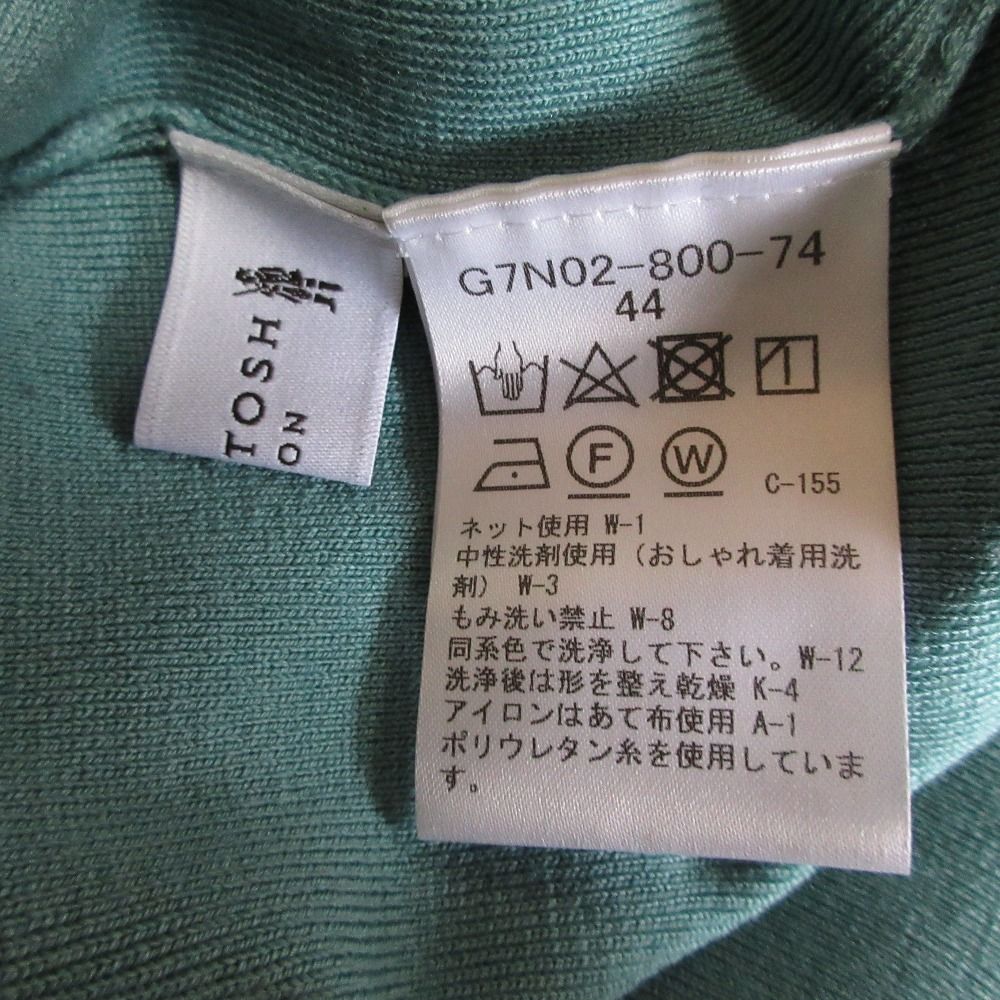 TOSH
ON
G7N02-800-74
44
F
W
C-155
ネット使用 W-1
中性洗剤使用（おしゃれ着用洗
剤） W-3
もみ洗い禁止 W-8
同系色で洗浄して下さい。W-12
洗浄後は形を整え乾燥 K-4
アイロンはあて布使用 A-1
ポリウレタン糸を使用していま
す。